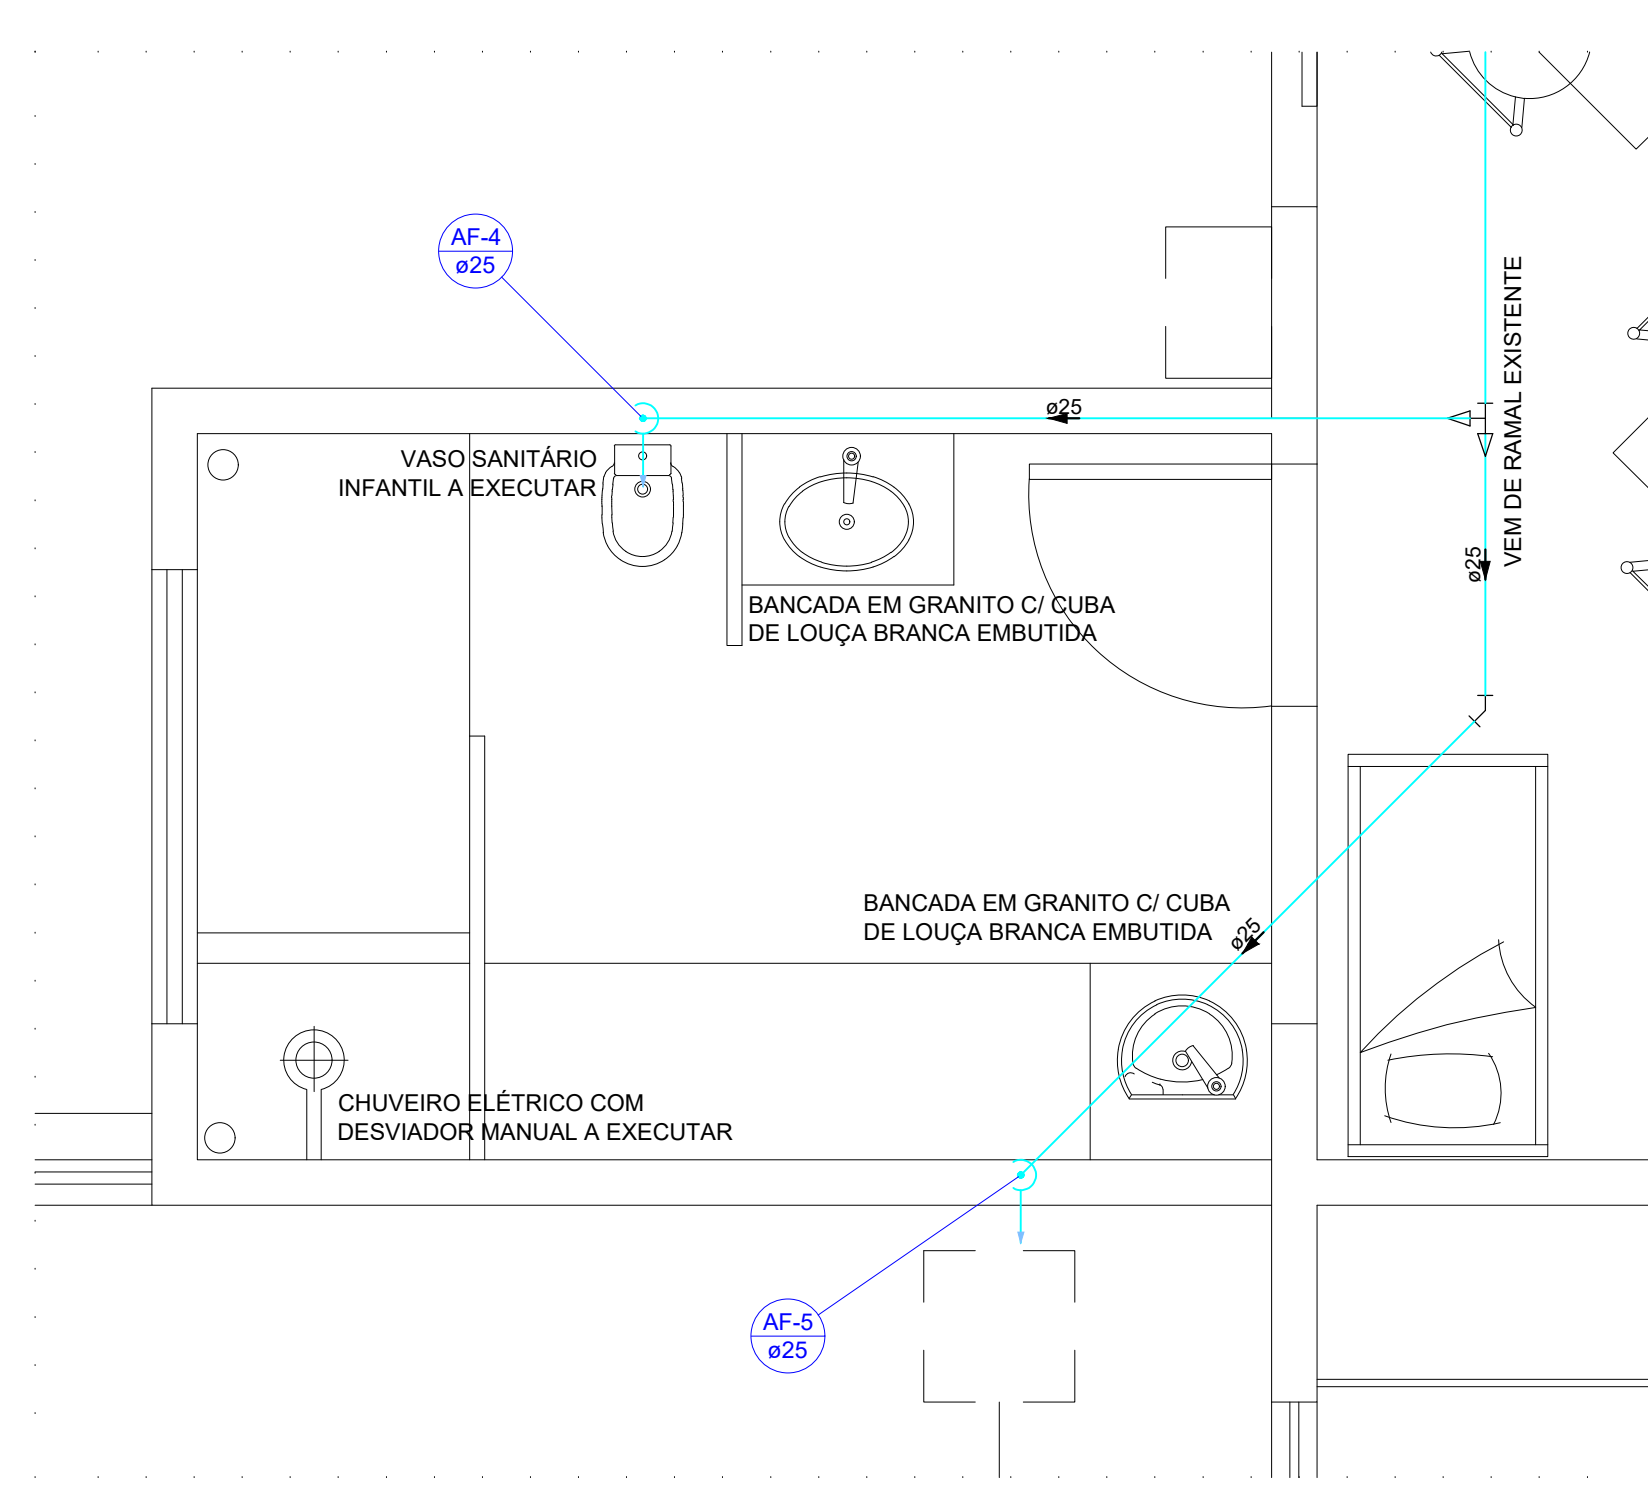 AF-4
ø25
ø25
VEM DE RAMAL EXISTENTE
VASO SANITÁRIO
INFANTIL A EXECUTAR
ø25
BANCADA EM GRANITO C/ CUBA
DE LOUÇA BRANCA EMBUTIDA
BANCADA EM GRANITO C/ CUBA
DE LOUÇA BRANCA EMBUTIDA
ø25
CHUVEIRO ELÉTRICO COM
DESVIADOR MANUAL A EXECUTAR
AF-5
ø25